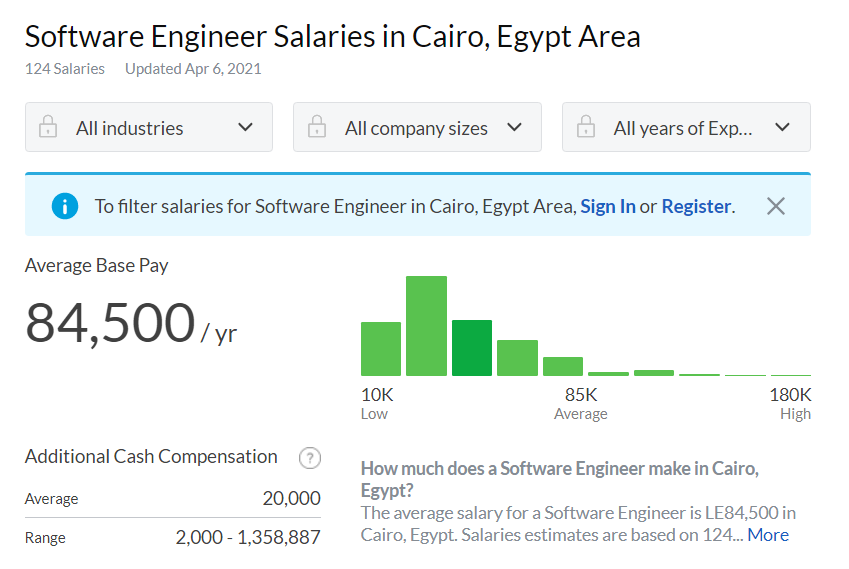 Software Engineer Salaries in Cairo, Egypt Area
124 Salaries Updated Apr 6, 2021
All industries All company sizes All years of Exp...
To filter salaries for Software Engineer in Cairo, Egypt Area, Sign In or Register.
Average Base Pay
84,500 / yr
10K 85K 180K
Low Average High
Additional Cash Compensation ?
Average 20,000
Range 2,000 - 1,358,887
How much does a Software Engineer make in Cairo,
Egypt?
The average salary for a Software Engineer is LE84,500 in
Cairo, Egypt. Salaries estimates are based on 124... More